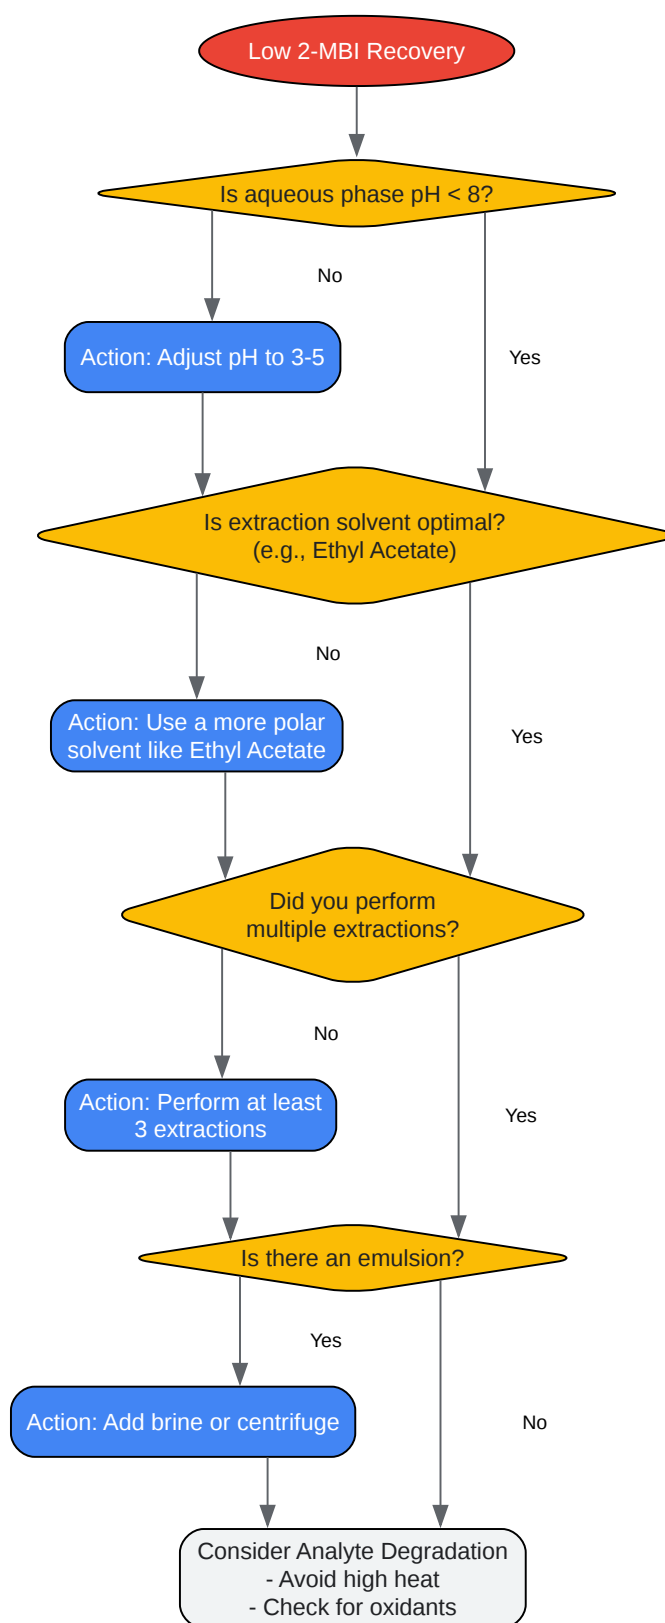 Low 2-MBI Recovery
Is aqueous phase pH < 8?
No
Action: Adjust pH to 3-5
Yes
Is extraction solvent optimal?
(e.g., Ethyl Acetate)
No
Action: Use a more polar
solvent like Ethyl Acetate
Yes
Did you perform
multiple extractions?
No
Action: Perform at least
3 extractions
Yes
Is there an emulsion?
Yes
Action: Add brine or centrifuge
No
Consider Analyte Degradation
- Avoid high heat
- Check for oxidants